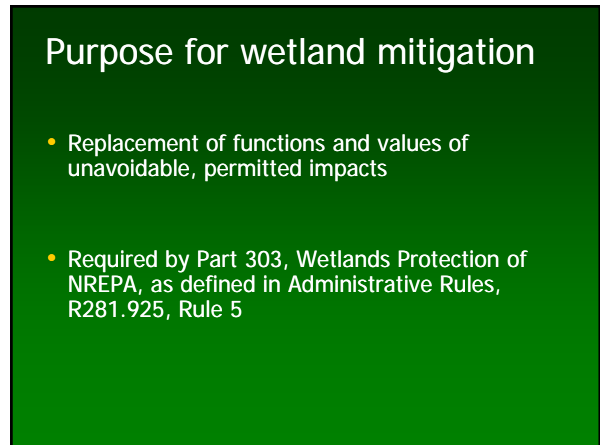 Purpose for wetland mitigation
• Replacement of functions and values of
unavoidable, permitted impacts
• Required by Part 303, Wetlands Protection of
NREPA, as defined in Administrative Rules,
R281.925, Rule 5